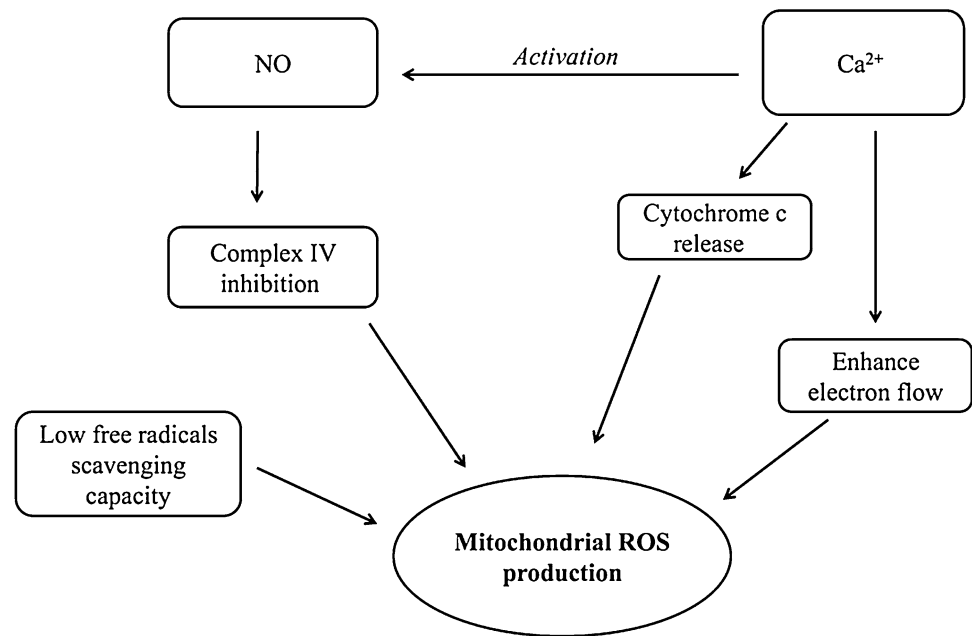 NO
Activation
Ca²⁺
Cytochrome c
release
Complex IV
inhibition
Enhance
electron flow
Low free radicals
scavenging
capacity
Mitochondrial ROS
production